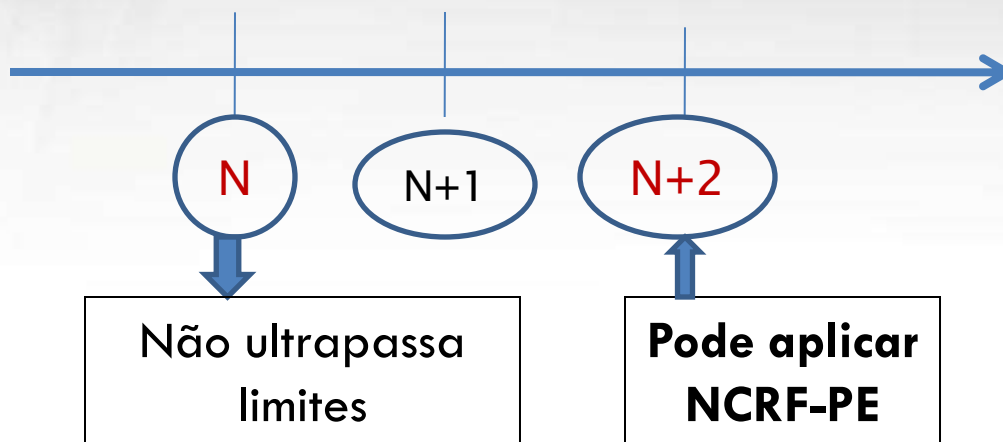 N
N+1
N+2
Não ultrapassa
limites
Pode aplicar
NCRF-PE